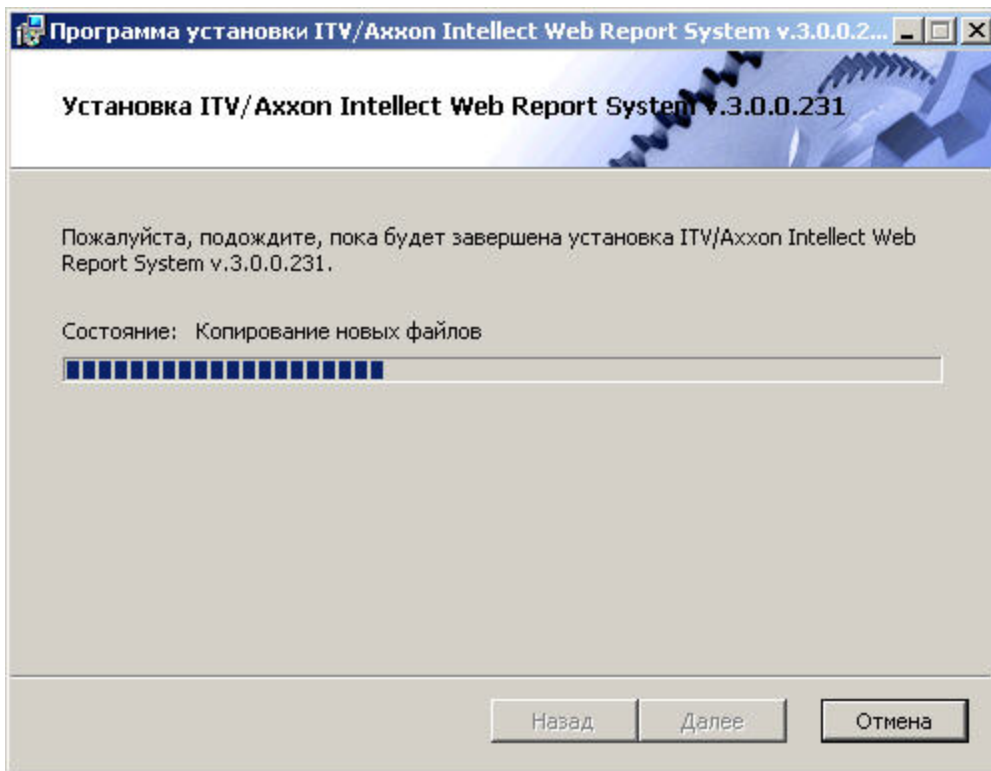 Программа установки ITV/Axxon Intellect Web Report System v.3.0.0.2...
Установка ITV/Axxon Intellect Web Report System v.3.0.0.231
Пожалуйста, подождите, пока будет завершена установка ITV/Axxon Intellect Web
Report System v.3.0.0.231.
Состояние: Копирование новых файлов
Назад Далее Отмена